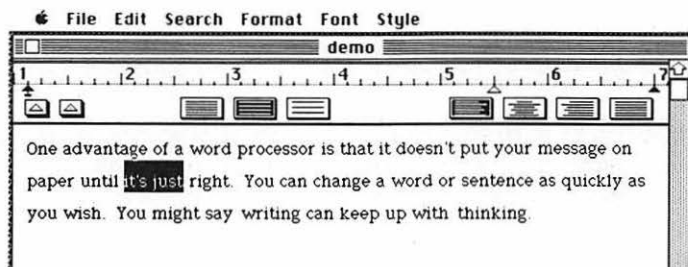 File Edit Search Format Font Style
demo
1 2 3 4 5 6 7
One advantage of a word processor is that it doesn't put your message on
paper until it's just right. You can change a word or sentence as quickly as
you wish. You might say writing can keep up with thinking.